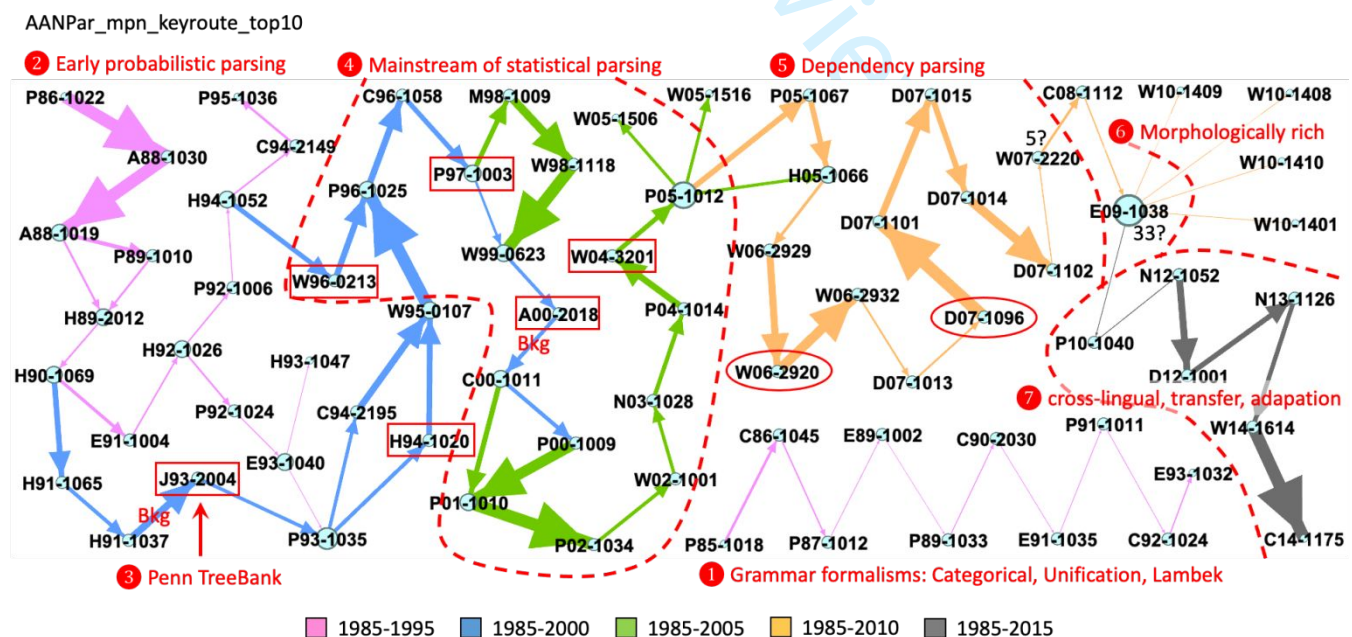 vie
AANPar_mpn_keyroute_top10
2 Early probabilistic parsing
4 Mainstream of statistical parsing
5 Dependency parsing
P86-1022
P95-1036
C96-1058
M98-1009
W05-1516
P05-1067
D07-1015
C08-1112
W10-1409
W10-1408
W05-1506
5?
6 Morphologically rich
C94-2149
A88-1030
W98-1118
W07-2220
W10-1410
P97-1003
H05-1066
P96-1025
P05-1012
H94-1052
D07-1014
E09-1038
D07-1101
W10-1401
A88-1019
33?
P89-1010
W99-0623
W04-3201
W06-2929
D07-1102
N12-1052
W96-0213
P92-1006
W06-2932
N13-1126
H89-2012
W95-0107
A00-2018
P04-1014
D07-1096
Bkg
P10-1040
H92-1026
H93-1047
H90-1069
C00-1011
W06-2920
D07-1013
D12-1001
7 cross-lingual, transfer, adapation
P92-1024
C94-2195
N03-1028
W14-1614
P91-1011
E91-1004
H94-1020
P00-1009
C86-1045
E89-1002
C90-2030
E93-1040
E93-1032
H91-1065
J93-2004
W02-1001
P01-1010
Bkg
H91-1037
P93-1035
P02-1034
P85-1018
P87-1012
P89-1033
E91-1035
C92-1024
C14-1175
3 Penn TreeBank
1 Grammar formalisms: Categorical, Unification, Lambek
1985-1995
1985-2000
1985-2005
1985-2010
1985-2015